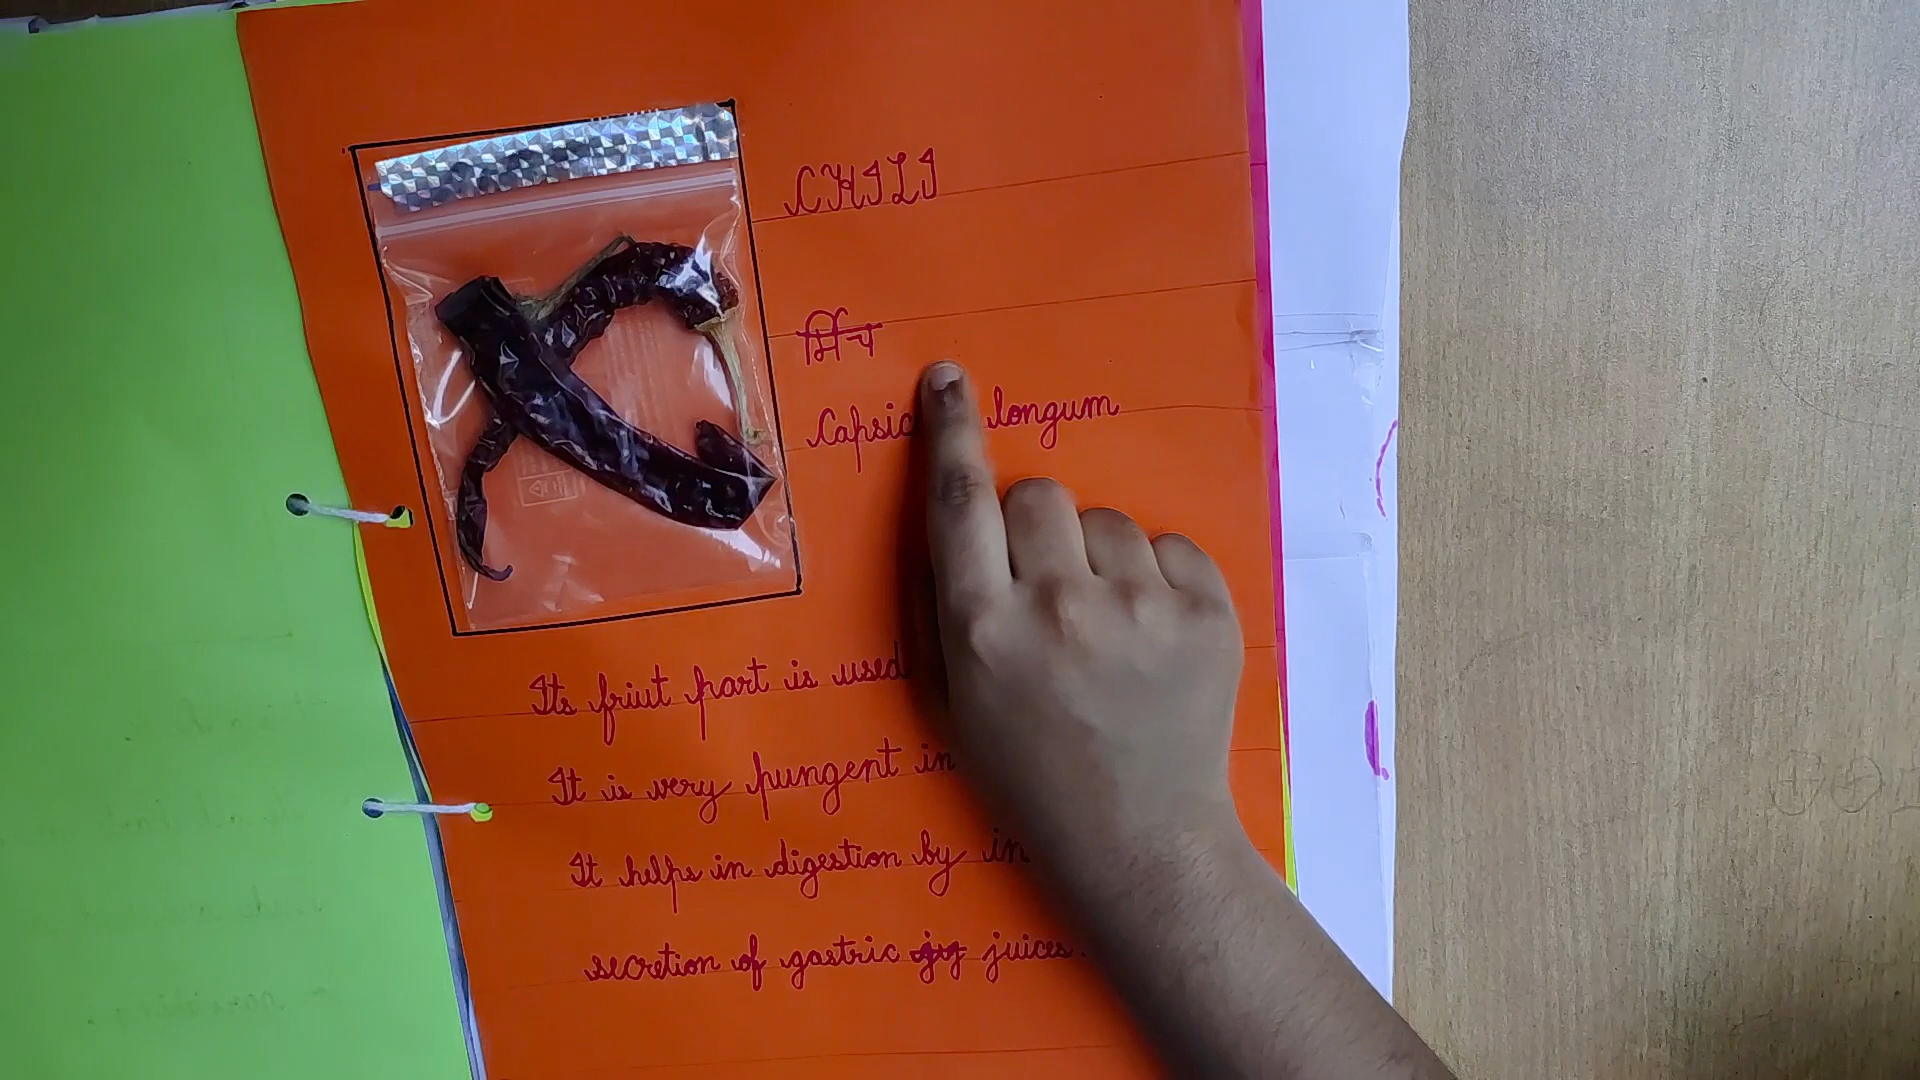 CHILI
र्मिच
Capsic longum
Its friut part is used
It is very pungent in
It helps in digestion by in
secretion of gastric juices.